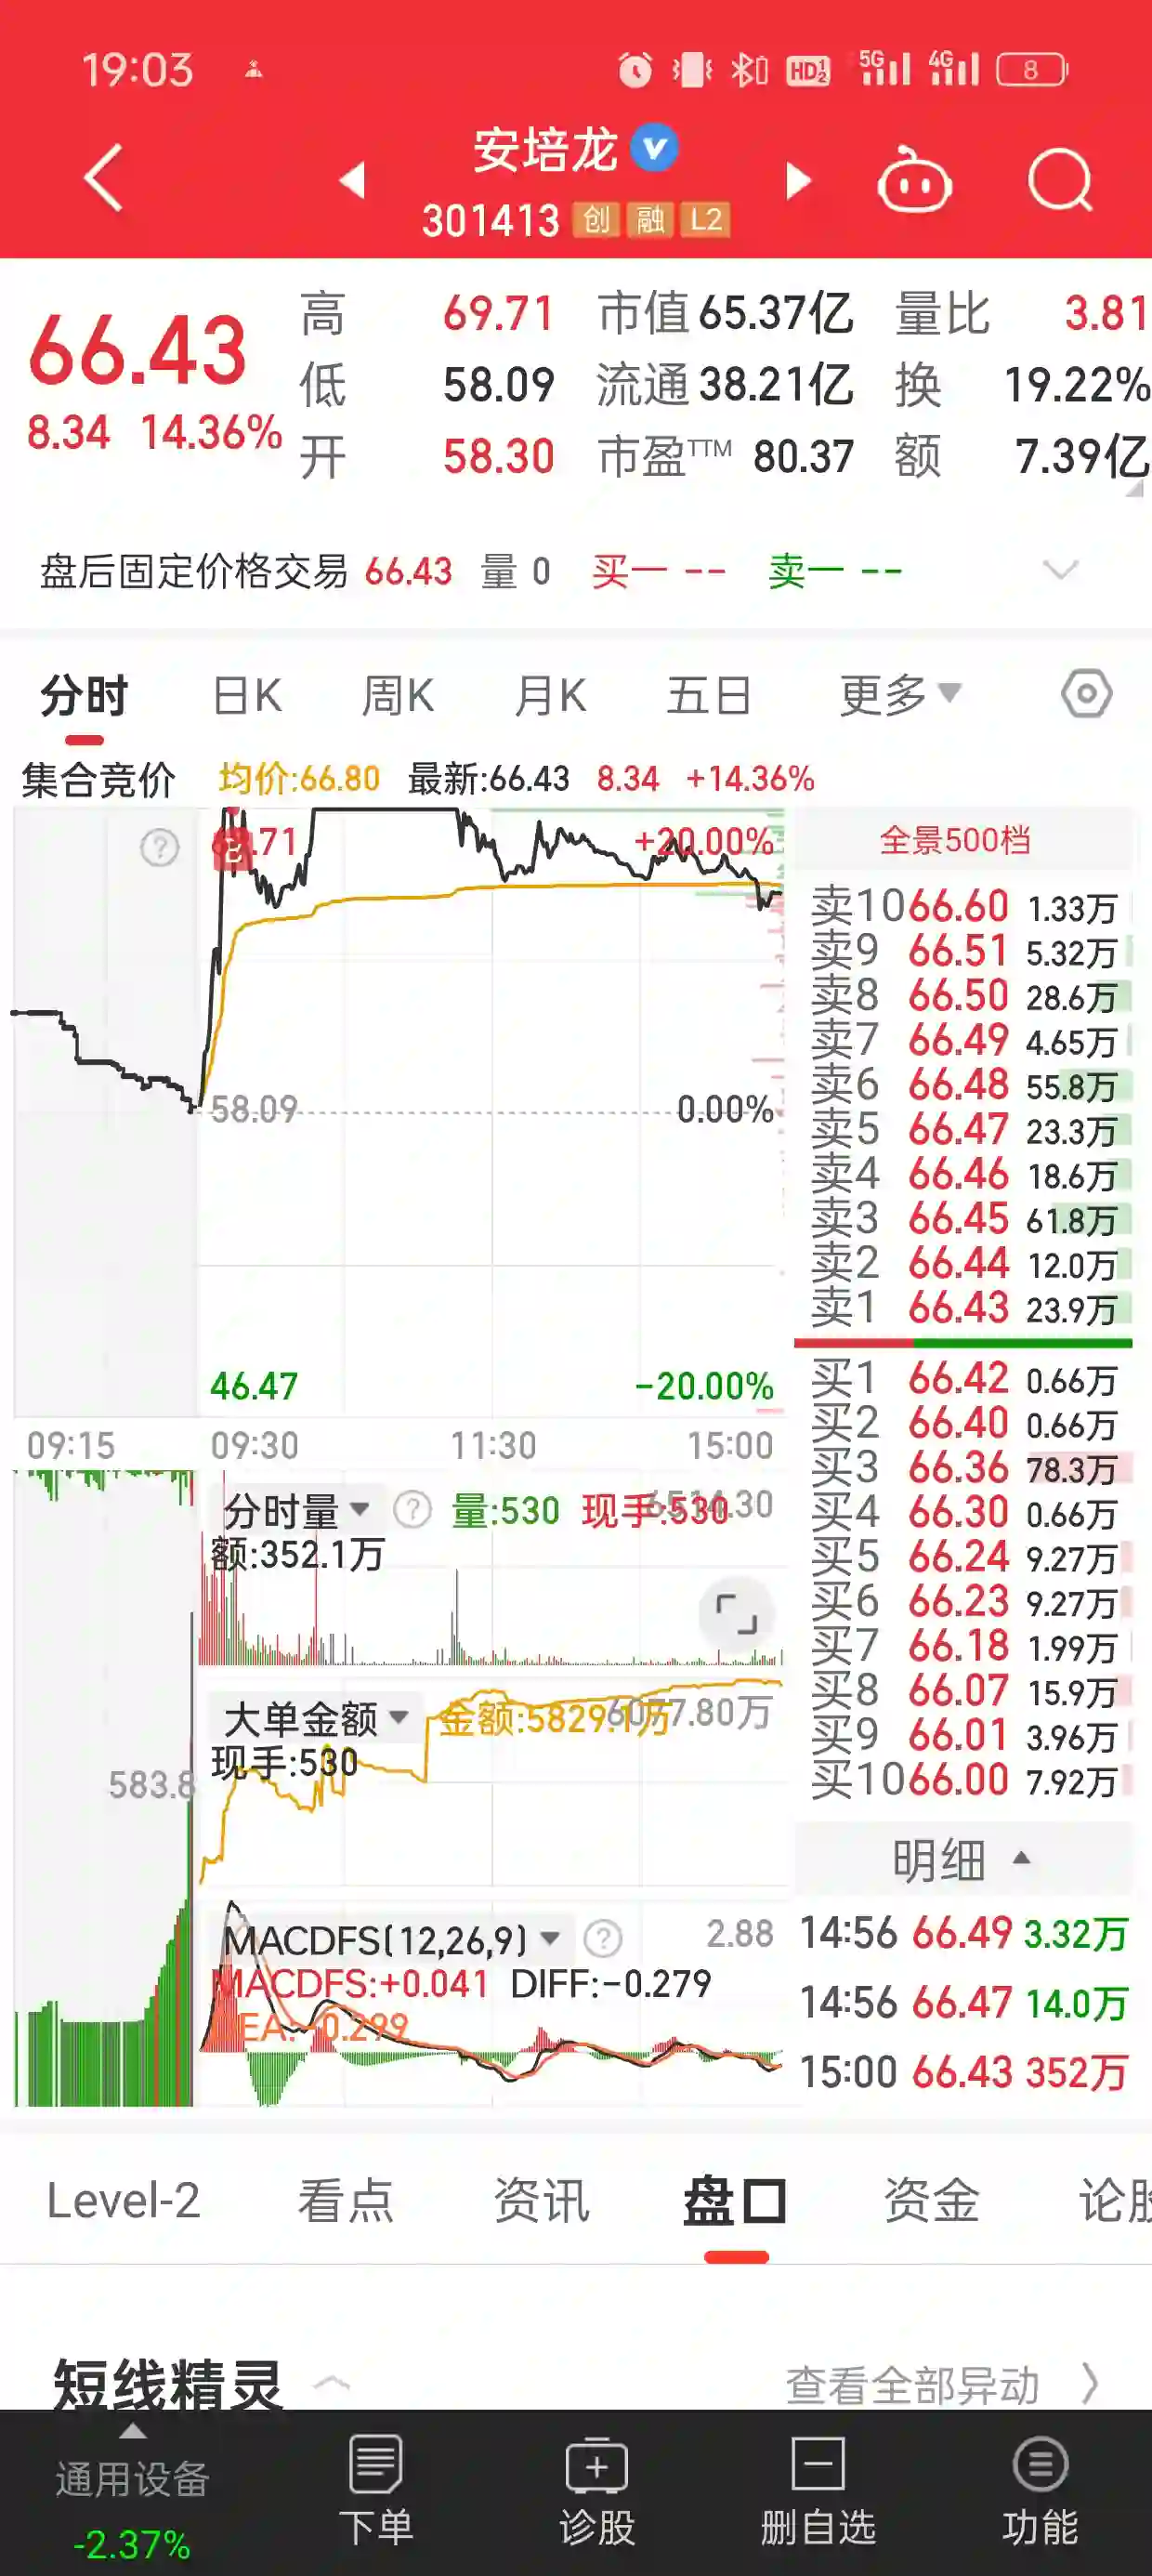 19:03 HD 1 2 5G 4G 8
安培龙
301413 创 融 L2
66.43
8.34 14.36%
高 69.71 市值 65.37亿 量比 3.81
低 58.09 流通 38.21亿 换 19.22%
开 58.30 市盈TTM 80.37 额 7.39亿
盘后固定价格交易 66.43 量 0 买一 -- 卖一 --
分时 日K 周K 月K 五日 更多
集合竞价 均价:66.80 最新:66.43 8.34 +14.36%
+20.00%
58.09 0.00%
46.47 -20.00%
09:15 09:30 11:30 15:00
分时量 量:530 现手:530
额:352.1万
大单金额 金额:5829.1万
现手:530
583.8
MACDFS(12,26,9) 2.88
MACDFS:+0.041 DIFF:-0.279
全景500档
卖10 66.60 1.33万
卖9 66.51 5.32万
卖8 66.50 28.6万
卖7 66.49 4.65万
卖6 66.48 55.8万
卖5 66.47 23.3万
卖4 66.46 18.6万
卖3 66.45 61.8万
卖2 66.44 12.0万
卖1 66.43 23.9万
买1 66.42 0.66万
买2 66.40 0.66万
买3 66.36 78.3万
买4 66.30 0.66万
买5 66.24 9.27万
买6 66.23 9.27万
买7 66.18 1.99万
买8 66.07 15.9万
买9 66.01 3.96万
买10 66.00 7.92万
明细
14:56 66.49 3.32万
14:56 66.47 14.0万
15:00 66.43 352万
Level-2 看点 资讯 盘口 资金 论股
短线精灵 查看全部异动
通用设备
-2.37%
下单 诊股 删自选 功能